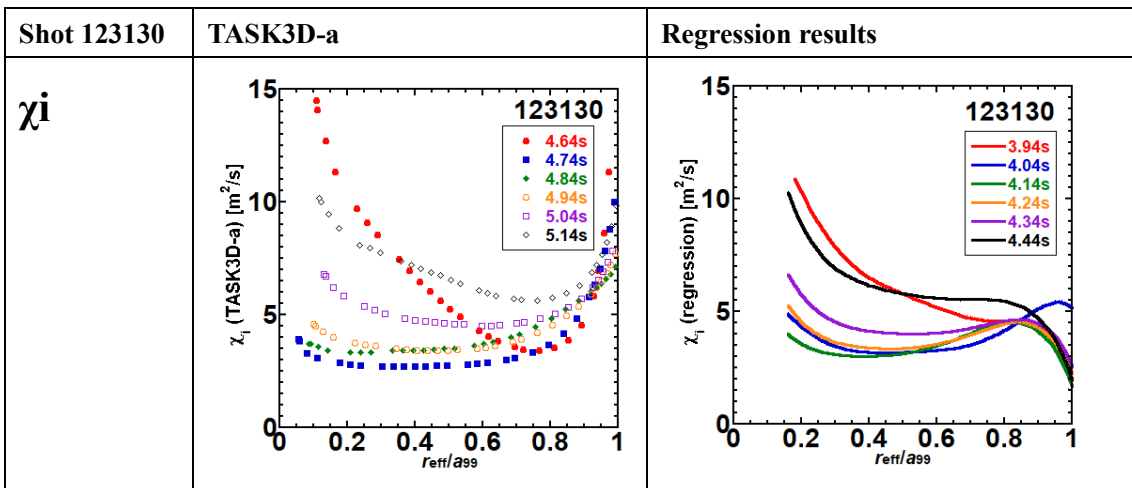 Shot 123130
TASK3D-a
Regression results
χi
χi (TASK3D-a) [m²/s]
15
10
5
0
123130
4.64s
4.74s
4.84s
4.94s
5.04s
5.14s
0 0.2 0.4 0.6 0.8 1
reff/a99
χi (regression) [m²/s]
15
10
5
0
123130
3.94s
4.04s
4.14s
4.24s
4.34s
4.44s
0 0.2 0.4 0.6 0.8 1
reff/a99